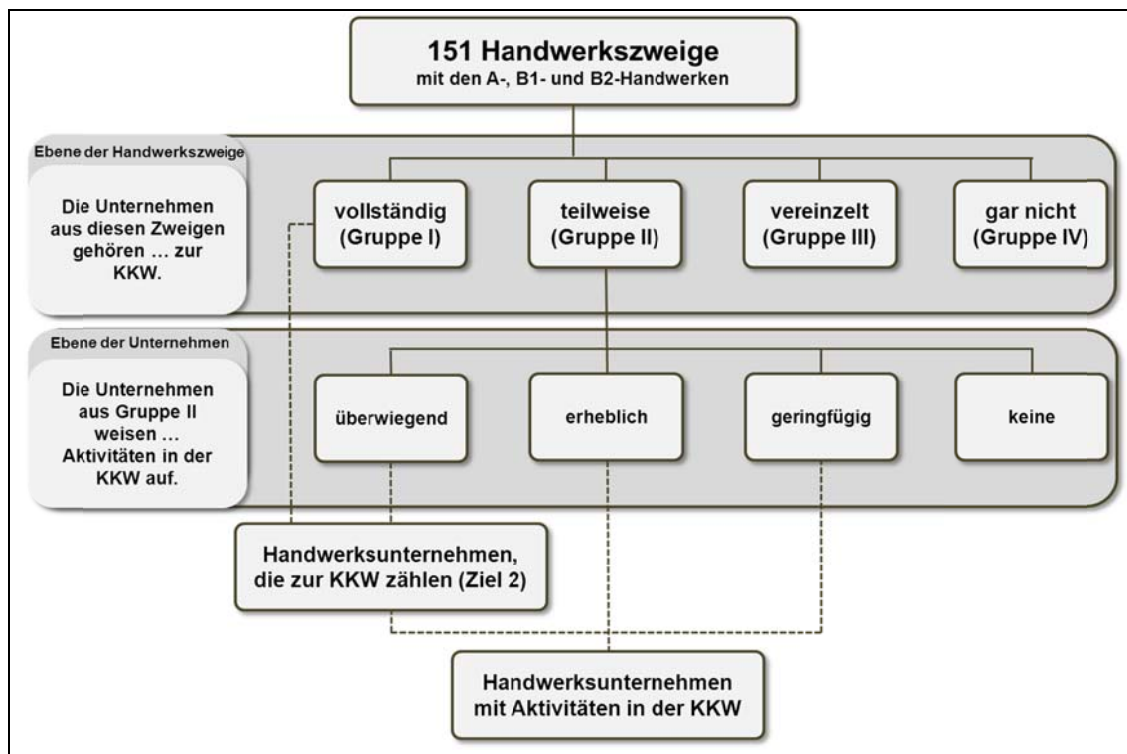 151 Handwerkszweige
mit den A-, B1- und B2-Handwerken
Ebene der Handwerkszweige
Die Unternehmen
aus diesen Zweigen
gehören … zur
KKW.
vollständig
(Gruppe I)
teilweise
(Gruppe II)
vereinzelt
(Gruppe III)
gar nicht
(Gruppe IV)
Ebene der Unternehmen
Die Unternehmen
aus Gruppe II
weisen …
Aktivitäten in der
KKW auf.
überwiegend
erheblich
geringfügig
keine
Handwerksunternehmen,
die zur KKW zählen (Ziel 2)
Handwerksunternehmen
mit Aktivitäten in der KKW